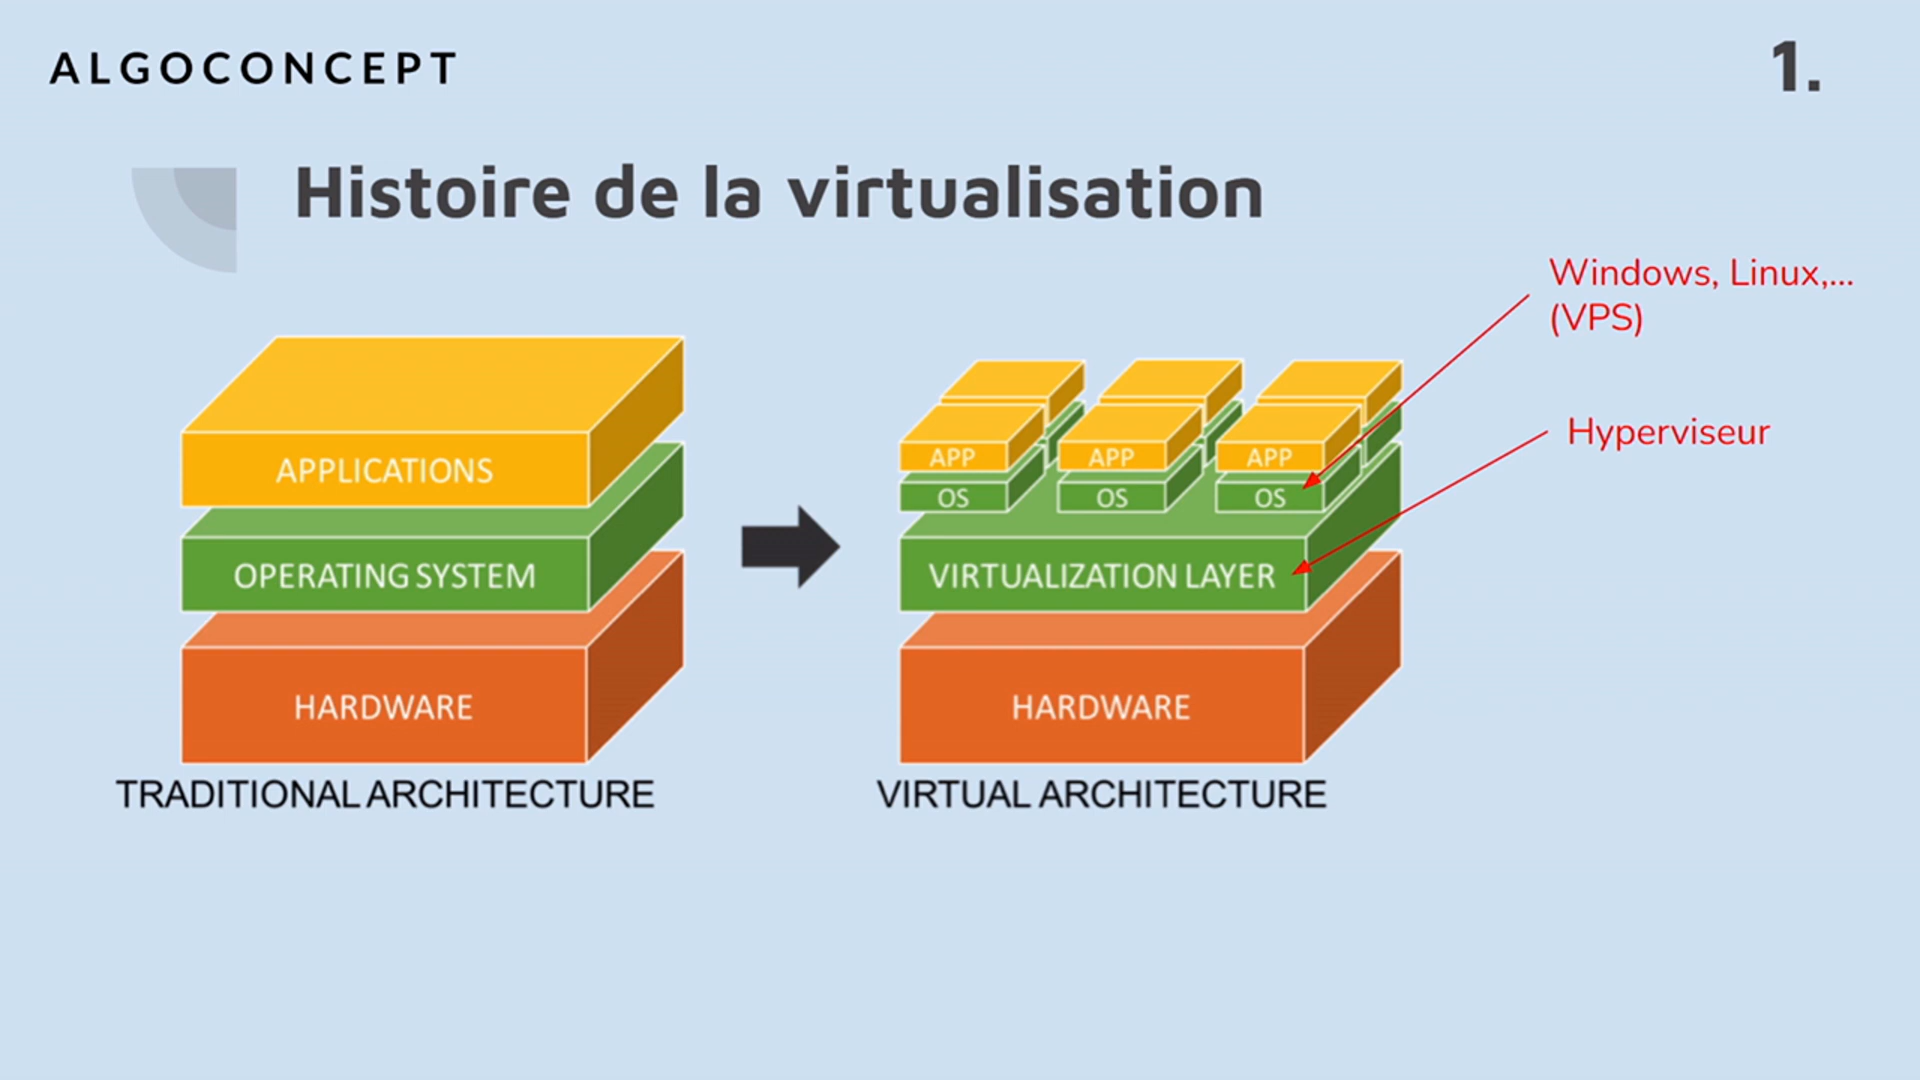 ALGOCONCEPT
1.
Histoire de la virtualisation
Windows, Linux,...
(VPS)
Hyperviseur
APPLICATIONS
OPERATING SYSTEM
HARDWARE
TRADITIONAL ARCHITECTURE
APP APP APP
OS OS OS
VIRTUALIZATION LAYER
HARDWARE
VIRTUAL ARCHITECTURE